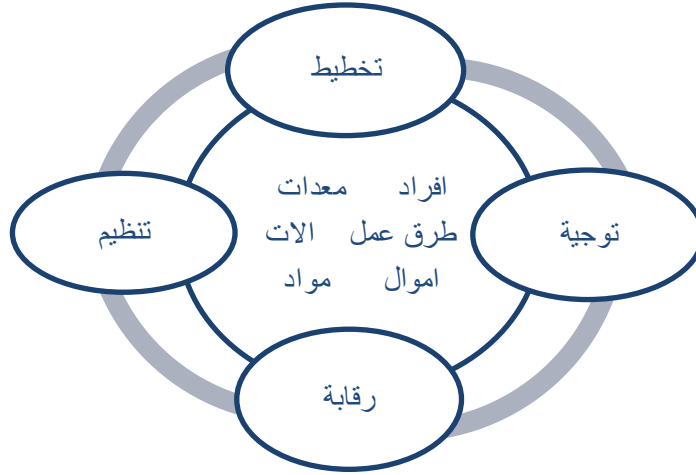 تخطيط
افراد معدات
توجية
طرق عمل الات
تنظيم
اموال مواد
رقابة